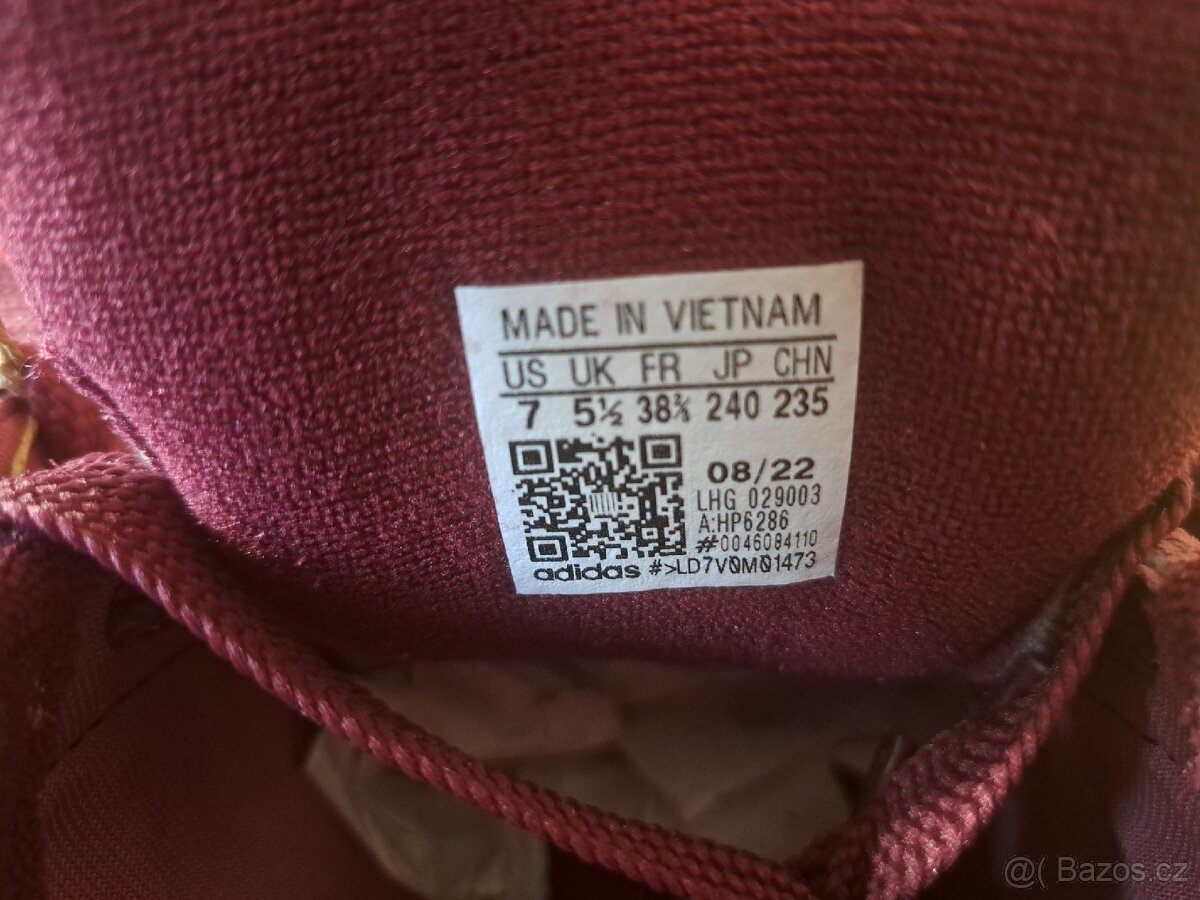 MADE IN VIETNAM
US UK FR JP CHN
7 5½ 38⅔ 240 235
08/22
LHG 029003
A:HP6286
#0046084110
adidas #>LD7V0M01473
@( Bazos.cz